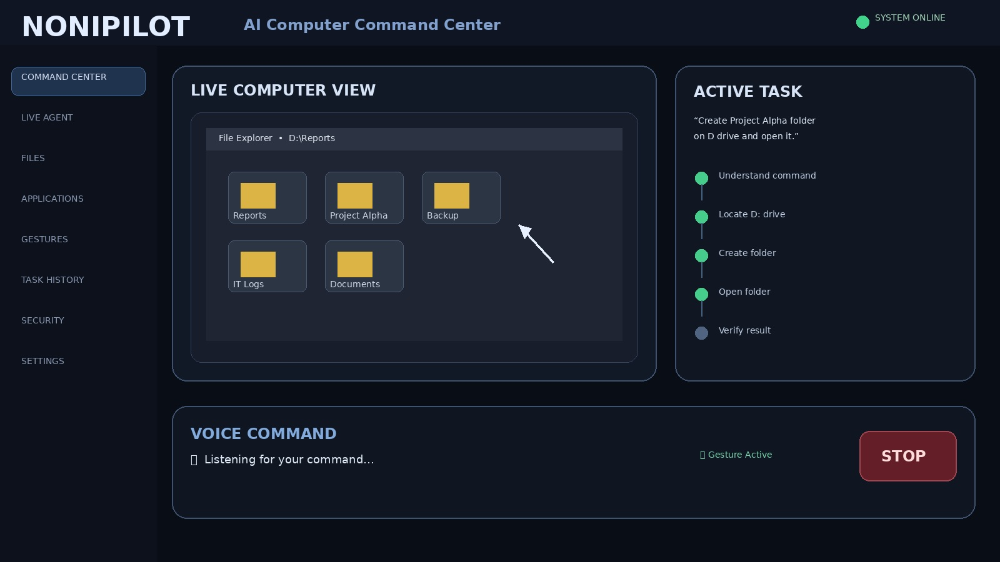 NONIPILOT
AI Computer Command Center
SYSTEM ONLINE
COMMAND CENTER
LIVE AGENT
FILES
APPLICATIONS
GESTURES
TASK HISTORY
SECURITY
SETTINGS
LIVE COMPUTER VIEW
File Explorer • D:\Reports
Reports
Project Alpha
Backup
IT Logs
Documents
ACTIVE TASK
“Create Project Alpha folder
on D drive and open it.”
Understand command
Locate D: drive
Create folder
Open folder
Verify result
VOICE COMMAND
Listening for your command...
Gesture Active
STOP